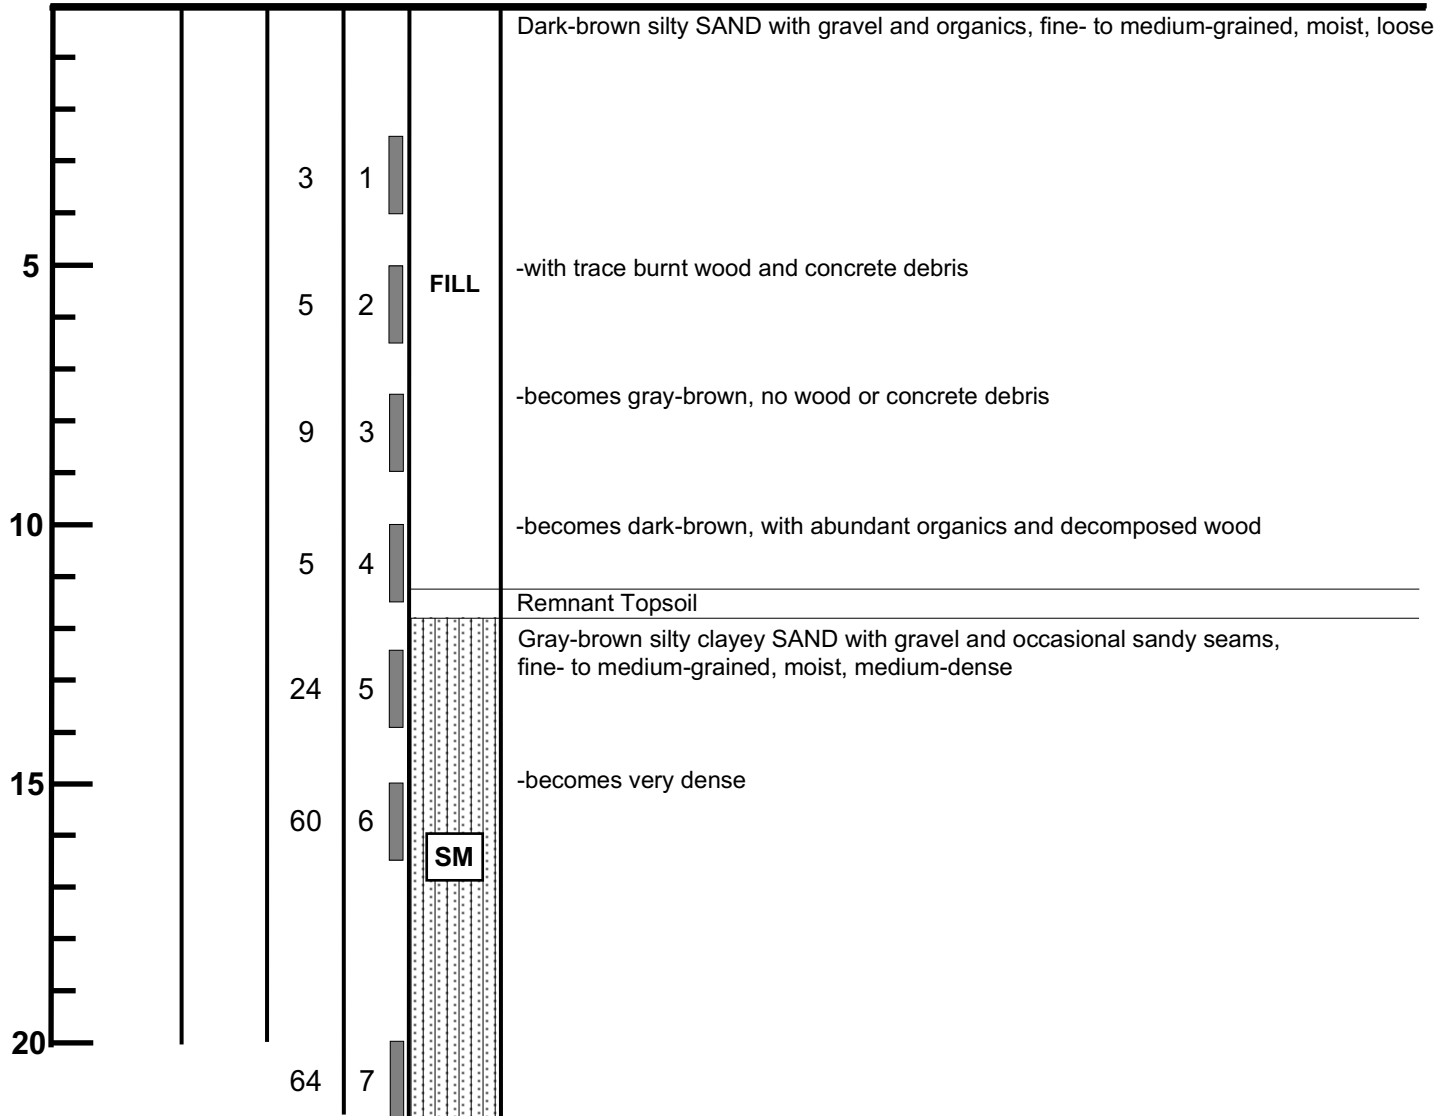 Dark-brown silty SAND with gravel and organics, fine- to medium-grained, moist, loose
3 1
5
-with trace burnt wood and concrete debris
FILL
5 2
-becomes gray-brown, no wood or concrete debris
9 3
10
-becomes dark-brown, with abundant organics and decomposed wood
5 4
Remnant Topsoil
Gray-brown silty clayey SAND with gravel and occasional sandy seams,
fine- to medium-grained, moist, medium-dense
24 5
15
-becomes very dense
60 6
SM
20
64 7